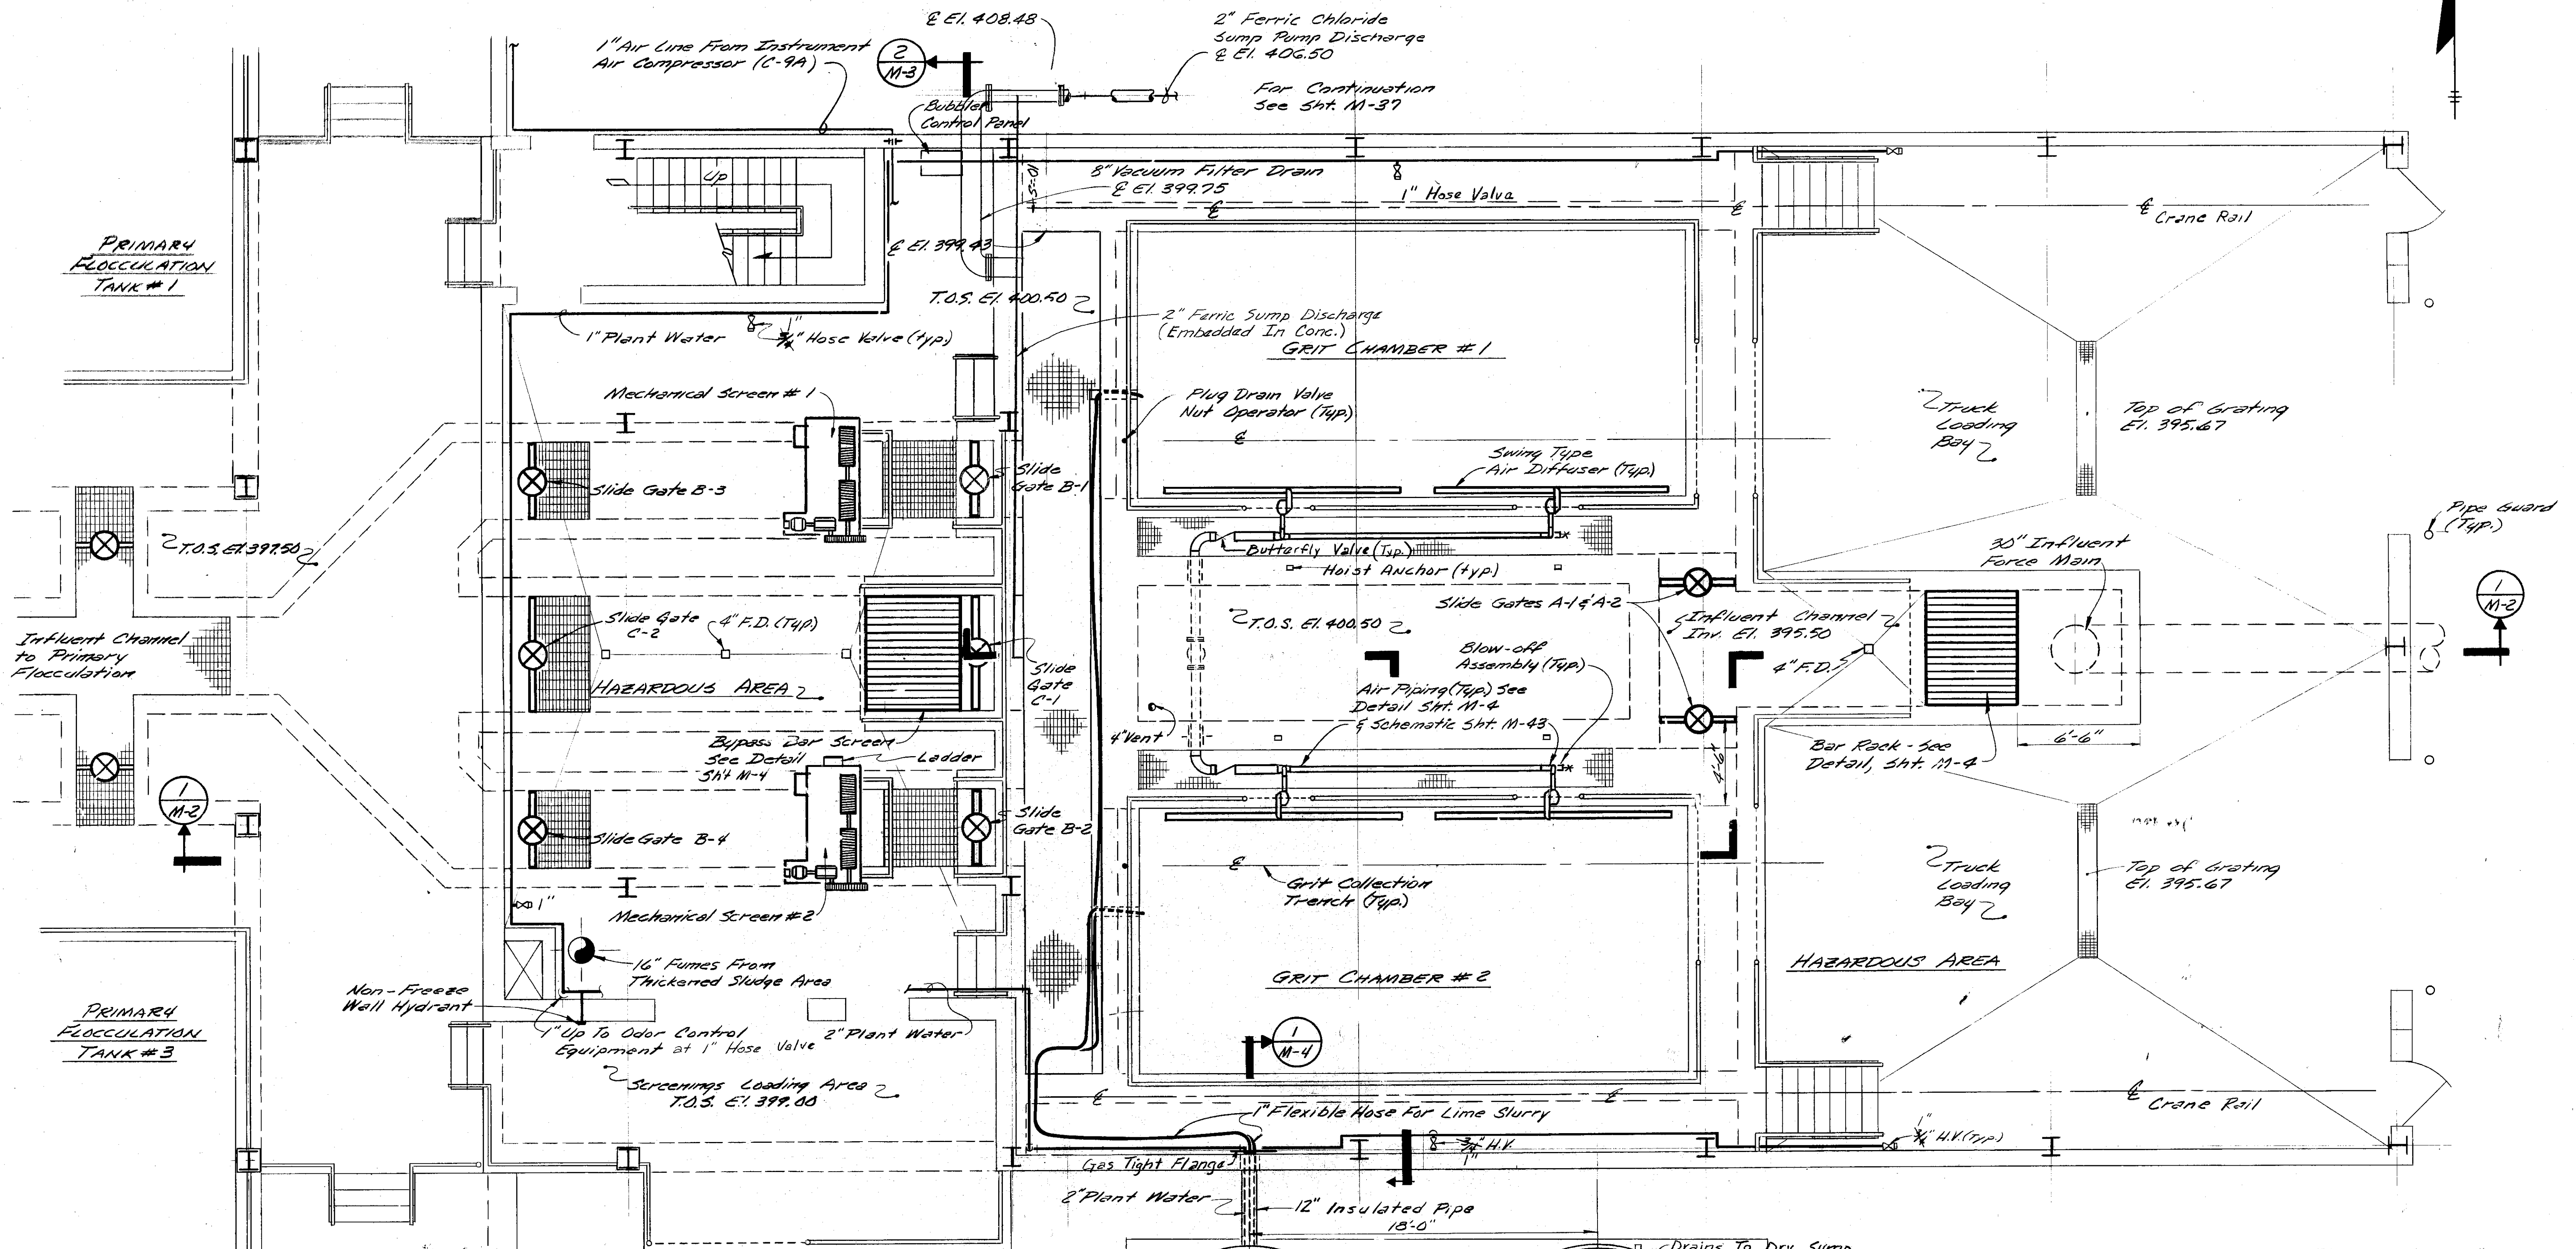 ℄ El. 408.48
2" Ferric Chloride
Sump Pump Discharge
℄ El. 406.50
1" Air Line From Instrument
Air Compressor (C-9A)
2
M-3
For Continuation
See Sht. M-37
Bubbler
Control Panel
Up
8" Vacuum Filter Drain
℄ El. 399.75
10'-5"
1" Hose Valve
℄
℄
℄ Crane Rail
PRIMARY
FLOCCULATION
TANK # 1
℄ El. 399.43
T.O.S. El. 400.50
1" Plant Water
1"
3/4" Hose Valve (typ.)
2" Ferric Sump Discharge
(Embedded In Conc.)
GRIT CHAMBER # 1
Mechanical Screen # 1
Plug Drain Valve
Nut Operator (Typ.)
℄
Truck
Loading
Bay
Top of Grating
El. 395.67
Swing Type
Air Diffuser (Typ.)
Slide Gate B-3
Slide
Gate B-1
Pipe Guard
(Typ.)
T.O.S. El. 397.50
Butterfly Valve (Typ.)
Hoist Anchor (typ.)
30" Influent
Force Main
Slide Gates A-1 & A-2
1
M-2
Influent Channel
to Primary
Flocculation
Slide Gate
C-2
4" F.D. (Typ)
T.O.S. El. 400.50
Influent Channel
Inv. El. 395.50
Blow-off
Assembly (Typ.)
4" F.D.
Slide
Gate
C-1
HAZARDOUS AREA
Air Piping (Typ.) See
Detail Sht. M-4
& Schematic Sht. M-43
4" Vent
Bypass Bar Screen
See Detail
Sh't M-4
Ladder
6'-6"
Bar Rack - See
Detail, Sht. M-4
4'-6"
1
M-2
Slide Gate B-4
Slide
Gate B-2
℄
Grit Collection
Trench (Typ.)
Truck
Loading
Bay
Top of Grating
El. 395.67
1"
Mechanical Screen # 2
16" Fumes From
Thickened Sludge Area
GRIT CHAMBER # 2
HAZARDOUS AREA
Non-Freeze
Wall Hydrant
PRIMARY
FLOCCULATION
TANK # 3
1" Up To Odor Control
Equipment at 1" Hose Valve
2" Plant Water
1
M-4
Screenings Loading Area
T.O.S. El. 399.00
℄
℄
℄ Crane Rail
1" Flexible Hose For Lime Slurry
3/4" H.V.
1"
1"
3/4" H.V. (Typ.)
Gas Tight Flange
2" Plant Water
12" Insulated Pipe
18'-0"
Drains To Dry Sump